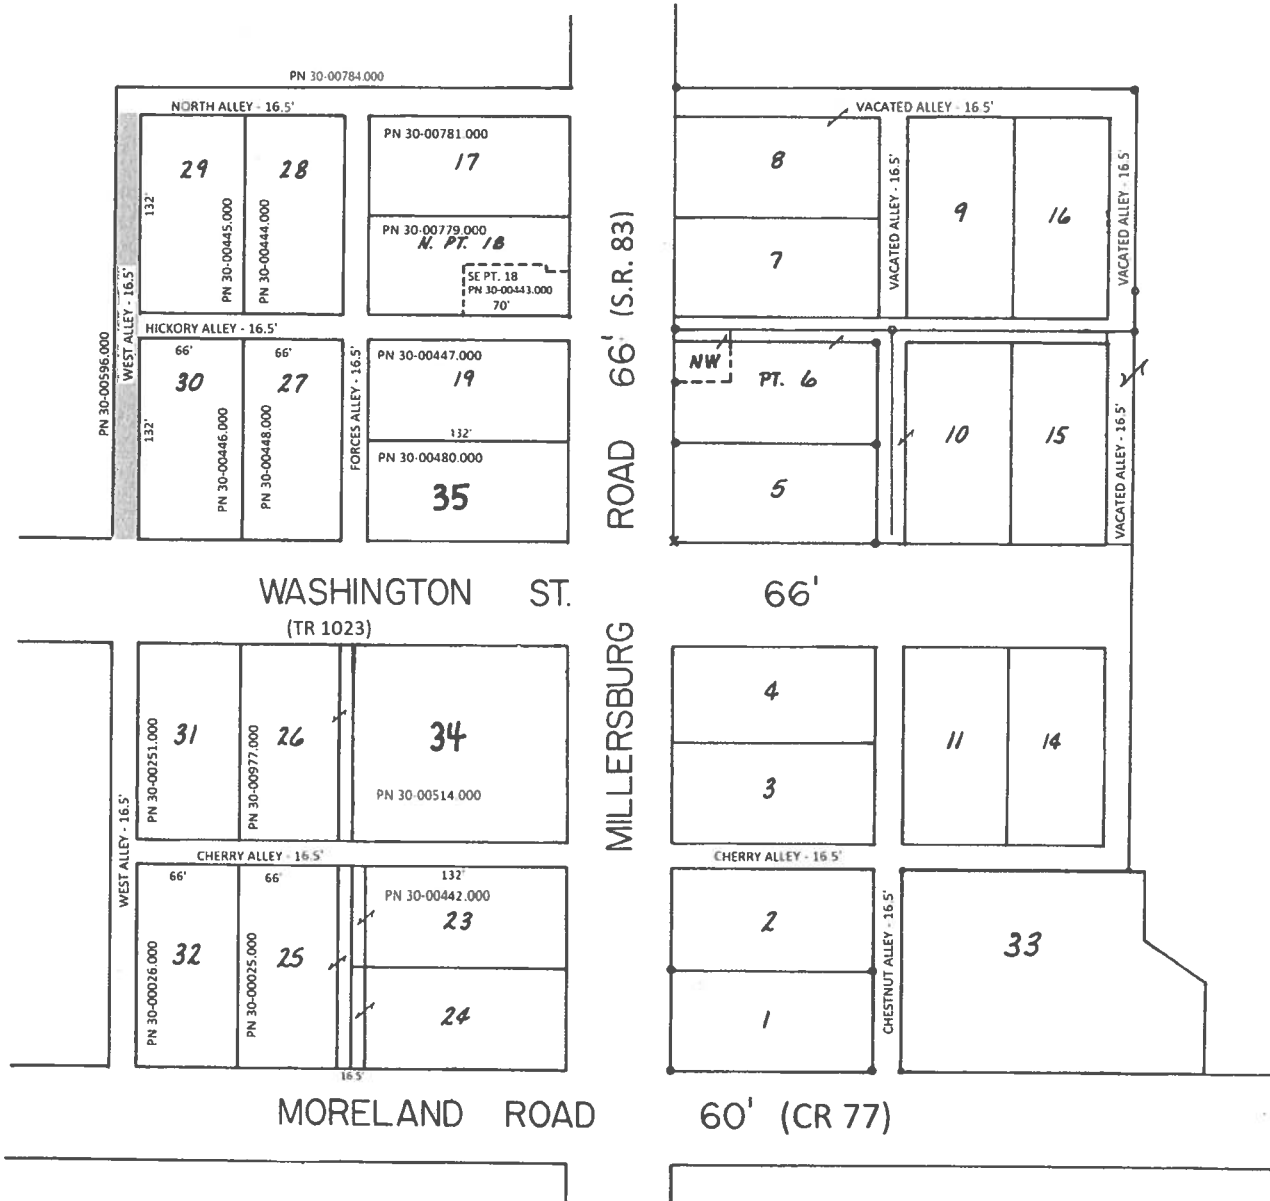 PN 30-00784.000
NORTH ALLEY - 16.5'
VACATED ALLEY - 16.5'
29
28
PN 30-00781.000
17
8
9
16
VACATED ALLEY - 16.5'
VACATED ALLEY - 16.5'
132'
PN 30-00445.000
PN 30-00444.000
PN 30-00779.000
N. PT. 18
SE PT. 18
PN 30-00443.000
70'
7
WEST ALLEY - 16.5'
PN 30-00596.000
HICKORY ALLEY - 16.5'
66'
66'
30
27
132'
PN 30-00446.000
PN 30-00448.000
FORCES ALLEY - 16.5'
PN 30-00447.000
19
132'
PN 30-00480.000
35
MILLERSBURG ROAD 66' (S.R. 83)
NW
PT. 6
5
10
15
VACATED ALLEY - 16.5'
WASHINGTON ST. 66'
(TR 1023)
PN 30-00251.000
31
PN 30-00977.000
26
34
PN 30-00514.000
4
3
11
14
WEST ALLEY - 16.5'
CHERRY ALLEY - 16.5'
CHERRY ALLEY - 16 5'
66'
66'
132'
PN 30-00442.000
23
PN 30-00026.000
32
PN 30-00025.000
25
24
2
1
CHESTNUT ALLEY - 16.5'
33
16 5'
MORELAND ROAD 60' (CR 77)